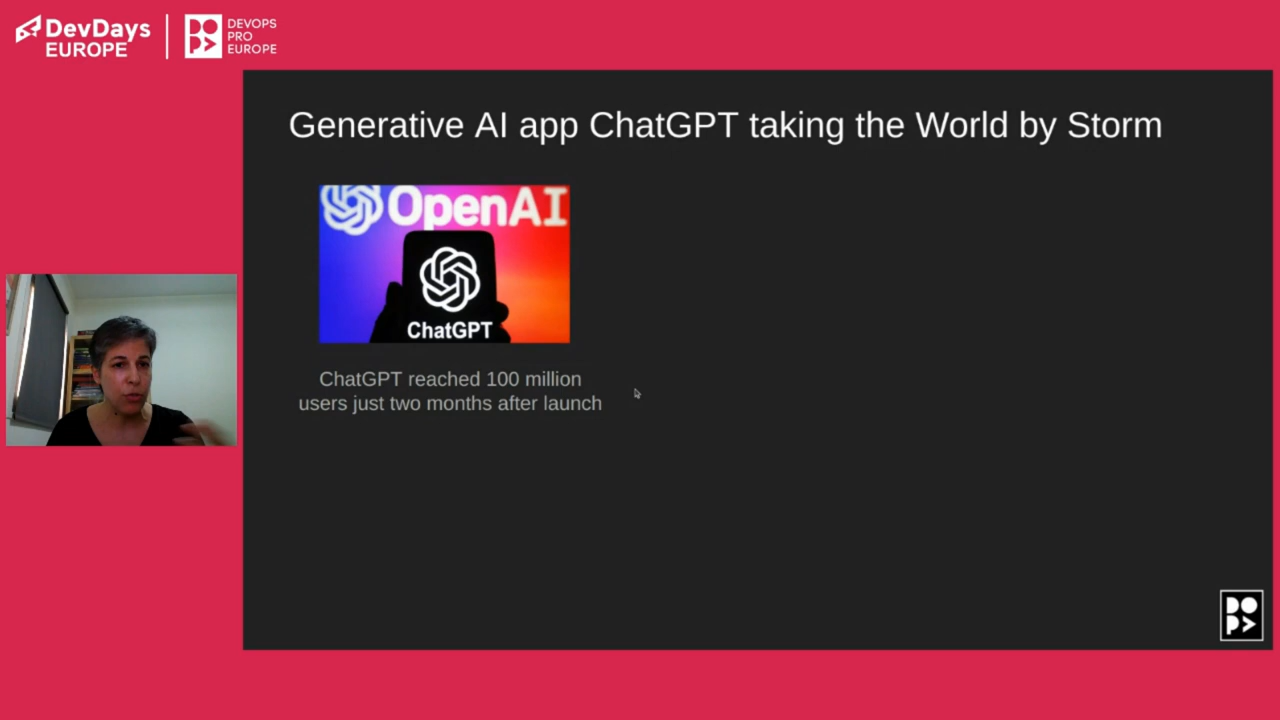 DevDays
EUROPE
DEVOPS
PRO
EUROPE
Generative AI app ChatGPT taking the World by Storm
OpenAI
ChatGPT
ChatGPT reached 100 million
users just two months after launch